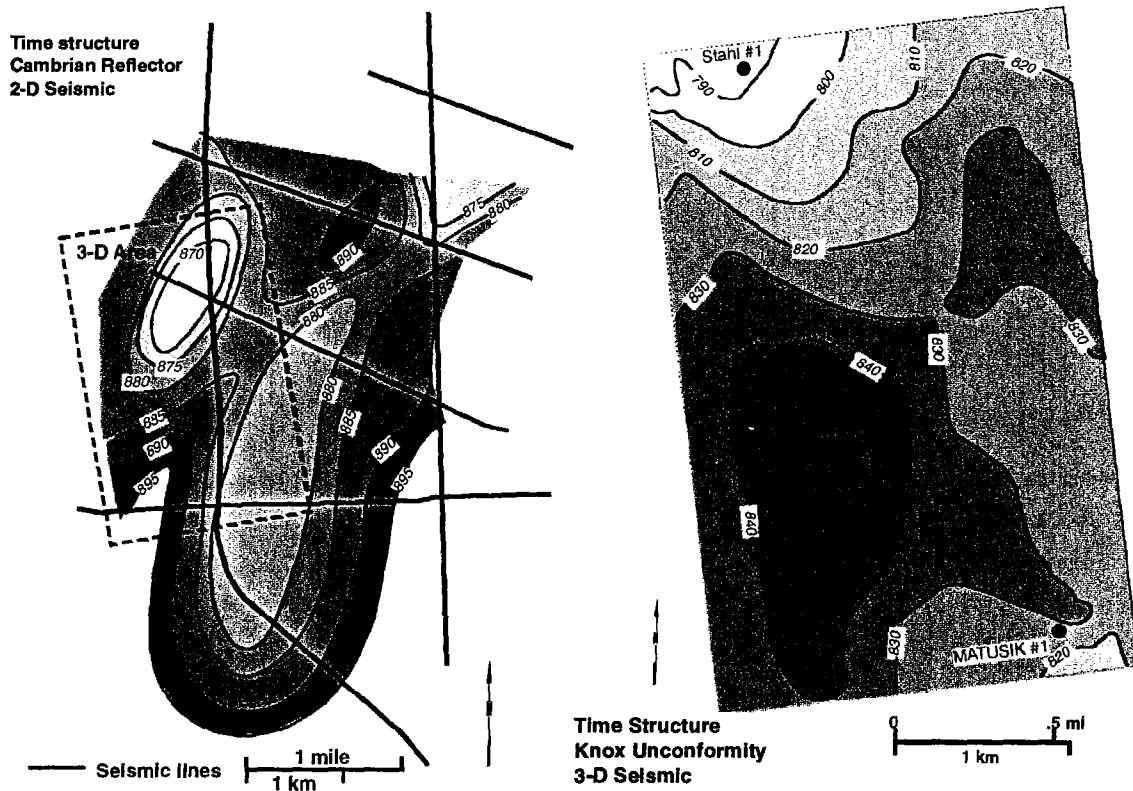 Time structure
Cambrian Reflector
2-D Seismic
3-D Area
870
875
880
885
890
895
875
880
890
885
880
880
885
890
895
Seismic lines
1 mile
1 km
Stahl #1
790
800
810
820
810
820
830
840
830
830
840
830
MATUSIK #1
820
Time Structure
Knox Unconformity
3-D Seismic
0
.5 mi
1 km